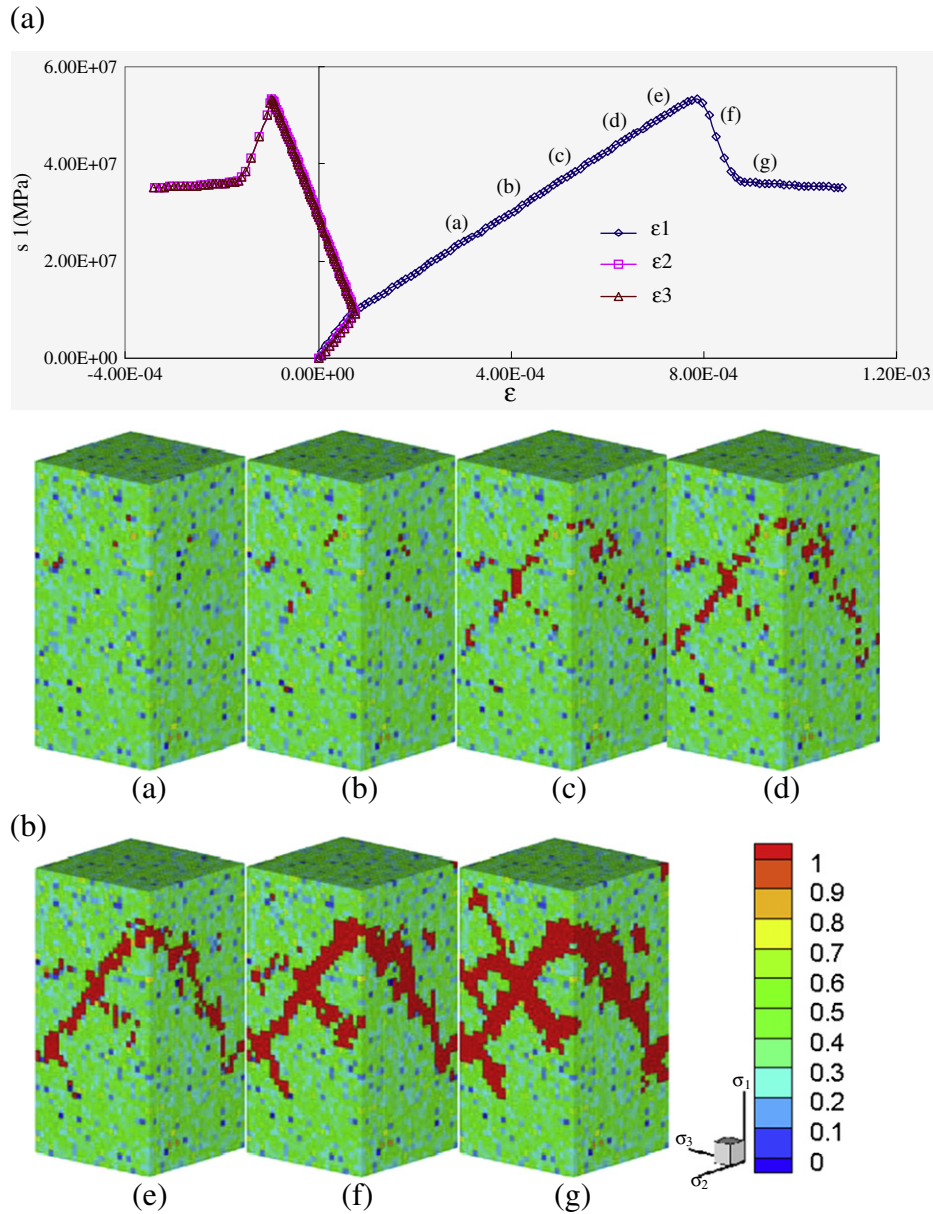 (a)
6.00E+07
4.00E+07
2.00E+07
0.00E+00
s 1(MPa)
-4.00E-04
0.00E+00
4.00E-04
8.00E-04
1.20E-03
ε
(a)
(b)
(c)
(d)
(e)
(f)
(g)
ε1
ε2
ε3
(a)
(b)
(c)
(d)
(b)
(e)
(f)
(g)
σ1
σ3
σ2
1
0.9
0.8
0.7
0.6
0.5
0.4
0.3
0.2
0.1
0